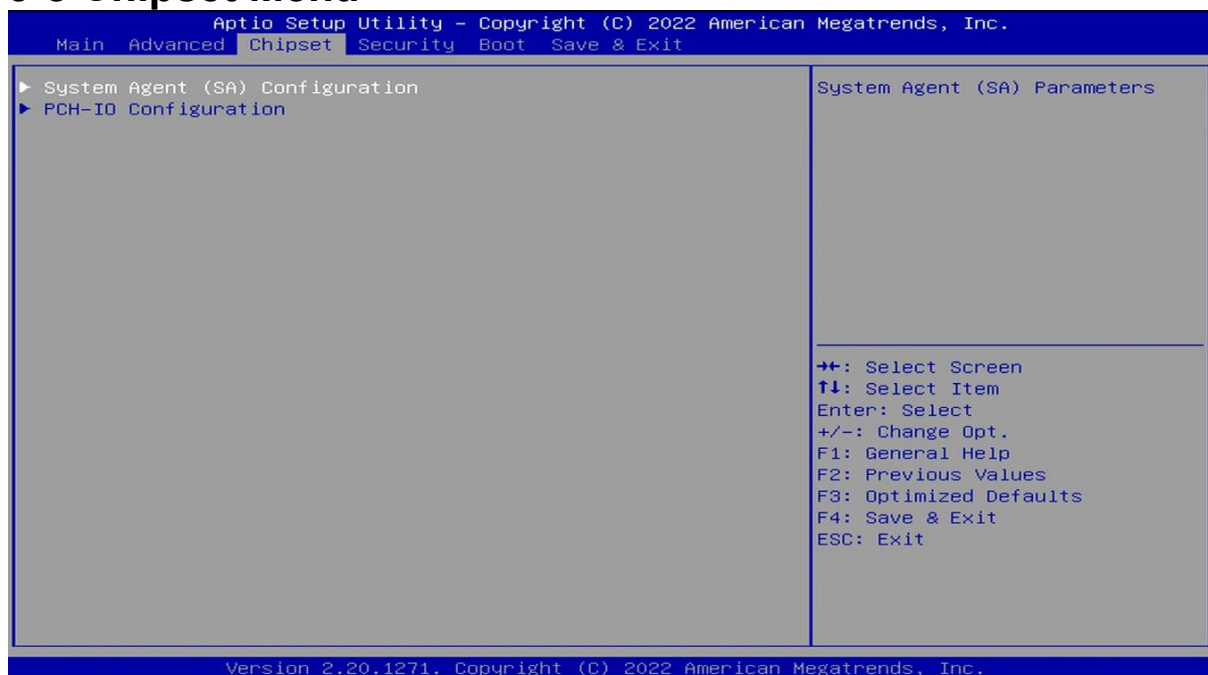 Aptio Setup Utility – Copyright (C) 2022 American Megatrends, Inc.
Main Advanced Chipset Security Boot Save & Exit
► System Agent (SA) Configuration
► PCH-IO Configuration
System Agent (SA) Parameters
→←: Select Screen
↑↓: Select Item
Enter: Select
+/-: Change Opt.
F1: General Help
F2: Previous Values
F3: Optimized Defaults
F4: Save & Exit
ESC: Exit
Version 2.20.1271. Copyright (C) 2022 American Megatrends, Inc.